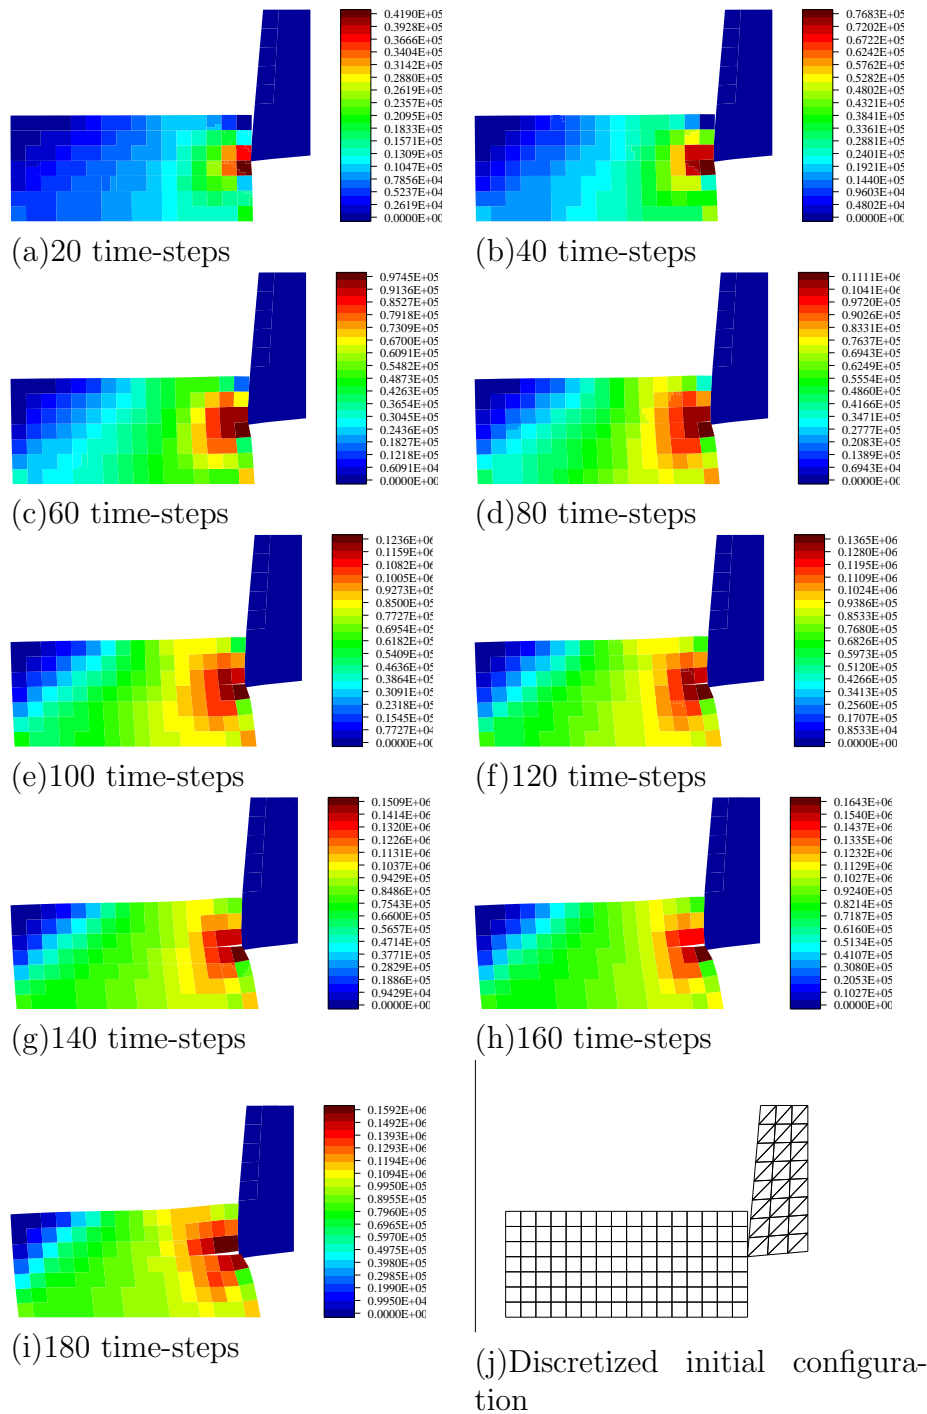 0.4190E+05
0.3928E+05
0.3666E+05
0.3404E+05
0.3142E+05
0.2880E+05
0.2619E+05
0.2357E+05
0.2095E+05
0.1833E+05
0.1571E+05
0.1309E+05
0.1047E+05
0.7856E+04
0.5237E+04
0.2619E+04
0.0000E+00
(a)20 time-steps
0.7683E+05
0.7202E+05
0.6722E+05
0.6242E+05
0.5762E+05
0.5282E+05
0.4802E+05
0.4321E+05
0.3841E+05
0.3361E+05
0.2881E+05
0.2401E+05
0.1921E+05
0.1440E+05
0.9603E+04
0.4802E+04
0.0000E+00
(b)40 time-steps
0.9745E+05
0.9136E+05
0.8527E+05
0.7918E+05
0.7309E+05
0.6700E+05
0.6091E+05
0.5482E+05
0.4873E+05
0.4263E+05
0.3654E+05
0.3045E+05
0.2436E+05
0.1827E+05
0.1218E+05
0.6091E+04
0.0000E+00
(c)60 time-steps
0.1111E+06
0.1041E+06
0.9720E+05
0.9026E+05
0.8331E+05
0.7637E+05
0.6943E+05
0.6249E+05
0.5554E+05
0.4860E+05
0.4166E+05
0.3471E+05
0.2777E+05
0.2083E+05
0.1389E+05
0.6943E+04
0.0000E+00
(d)80 time-steps
0.1236E+06
0.1159E+06
0.1082E+06
0.1005E+06
0.9273E+05
0.8500E+05
0.7727E+05
0.6954E+05
0.6182E+05
0.5409E+05
0.4636E+05
0.3864E+05
0.3091E+05
0.2318E+05
0.1545E+05
0.7727E+04
0.0000E+00
(e)100 time-steps
0.1365E+06
0.1280E+06
0.1195E+06
0.1109E+06
0.1024E+06
0.9386E+05
0.8533E+05
0.7680E+05
0.6826E+05
0.5973E+05
0.5120E+05
0.4266E+05
0.3413E+05
0.2560E+05
0.1707E+05
0.8533E+04
0.0000E+00
(f)120 time-steps
0.1509E+06
0.1414E+06
0.1320E+06
0.1226E+06
0.1131E+06
0.1037E+06
0.9429E+05
0.8486E+05
0.7543E+05
0.6600E+05
0.5657E+05
0.4714E+05
0.3771E+05
0.2829E+05
0.1886E+05
0.9429E+04
0.0000E+00
(g)140 time-steps
0.1643E+06
0.1540E+06
0.1437E+06
0.1335E+06
0.1232E+06
0.1129E+06
0.1027E+06
0.9240E+05
0.8214E+05
0.7187E+05
0.6160E+05
0.5134E+05
0.4107E+05
0.3080E+05
0.2053E+05
0.1027E+05
0.0000E+00
(h)160 time-steps
0.1592E+06
0.1492E+06
0.1393E+06
0.1293E+06
0.1194E+06
0.1094E+06
0.9950E+05
0.8955E+05
0.7960E+05
0.6965E+05
0.5970E+05
0.4975E+05
0.3980E+05
0.2985E+05
0.1990E+05
0.9950E+04
0.0000E+00
(i)180 time-steps
(j)Discretized initial configura-
tion